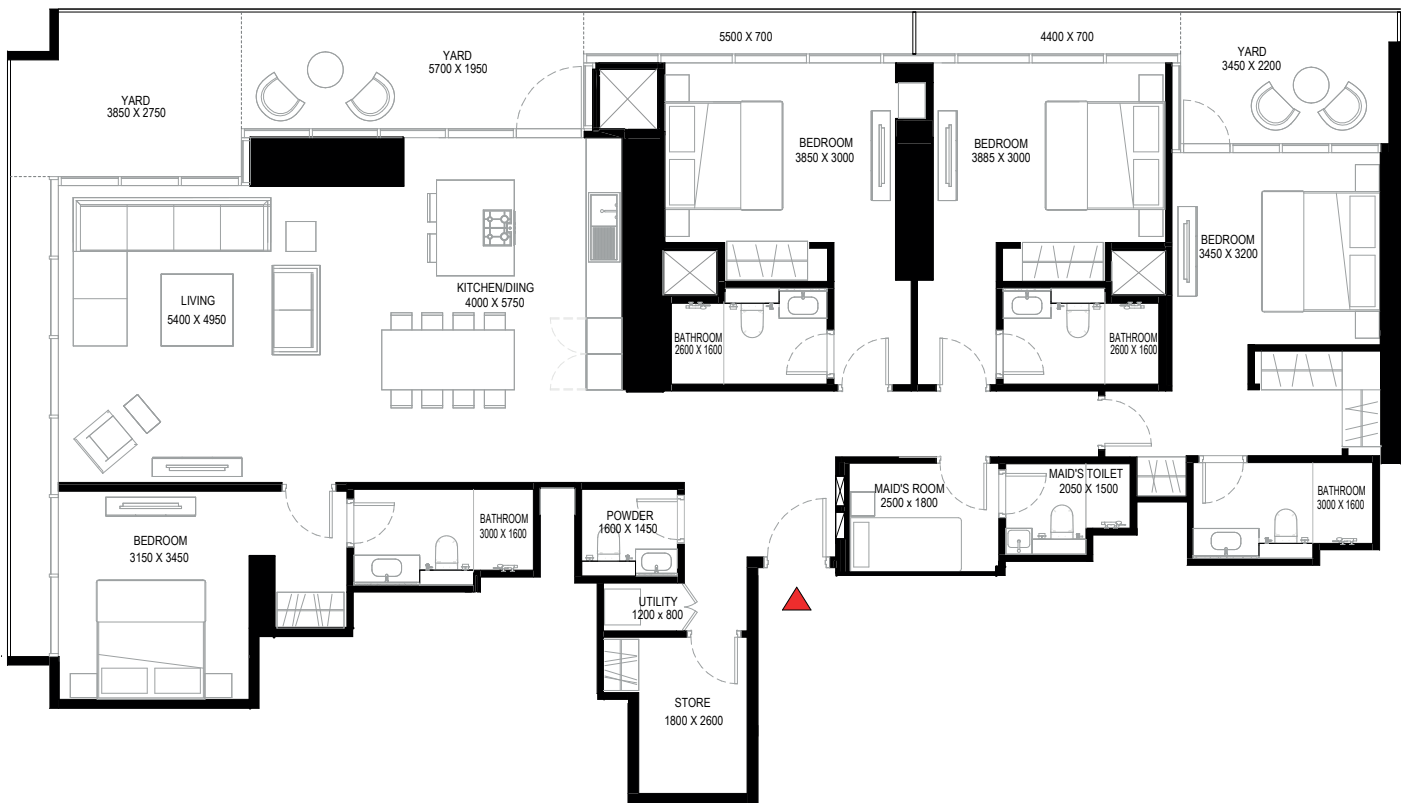 5500 X 700
4400 X 700
YARD
5700 X 1950
YARD
3450 X 2200
YARD
3850 X 2750
BEDROOM
3850 X 3000
BEDROOM
3885 X 3000
BEDROOM
3450 X 3200
LIVING
5400 X 4950
KITCHEN/DIING
4000 X 5750
BATHROOM
2600 X 1600
BATHROOM
2600 X 1600
MAID'S ROOM
2500 x 1800
MAID'S TOILET
2050 X 1500
BATHROOM
3000 X 1600
BEDROOM
3150 X 3450
BATHROOM
3000 X 1600
POWDER
1600 X 1450
UTILITY
1200 x 800
STORE
1800 X 2600